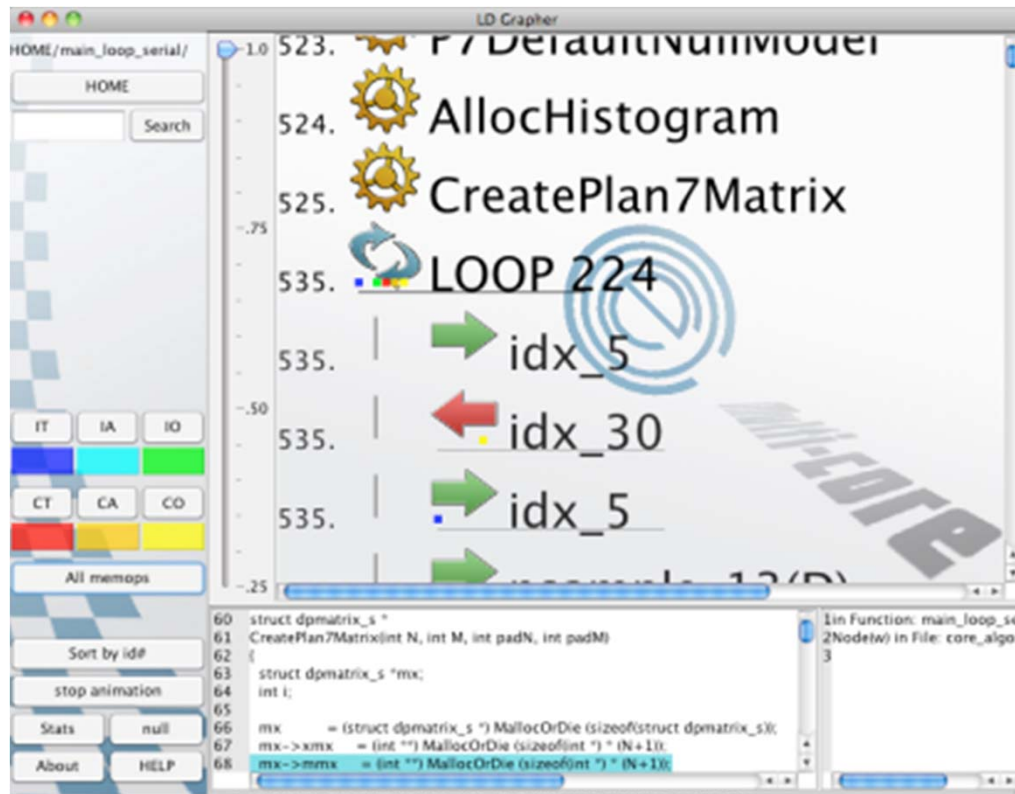 LD Grapher
HOME/main_loop_serial/
HOME
Search
IT IA IO
CT CA CO
All memops
Sort by id#
stop animation
Stats null
About HELP
1.0
.75
.50
.25
523. P7DefaultNullModel
524. AllocHistogram
525. CreatePlan7Matrix
535. LOOP 224
535. idx_5
535. idx_30
535. idx_5
nsample_13(D)
multi-core
60 struct dpmatrix_s *
61 CreatePlan7Matrix(int N, int M, int padN, int padM)
62 {
63 struct dpmatrix_s *mx;
64 int i;
65
66 mx = (struct dpmatrix_s *) MallocOrDie (sizeof(struct dpmatrix_s));
67 mx->xmx = (int **) MallocOrDie (sizeof(int *) * (N+1));
68 mx->mmx = (int **) MallocOrDie (sizeof(int *) * (N+1));
1in Function: main_loop_se
2Node(w) in File: core_algo
3